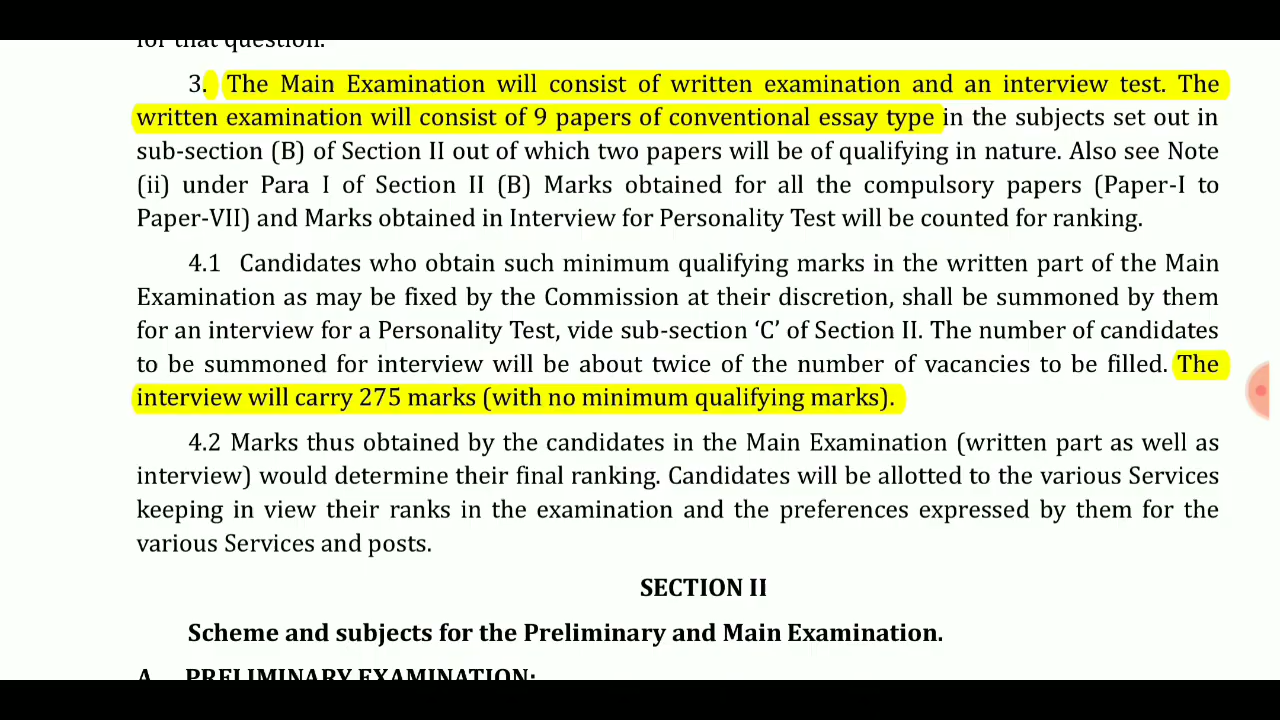 for that question.
3. The Main Examination will consist of written examination and an interview test. The
written examination will consist of 9 papers of conventional essay type in the subjects set out in
sub-section (B) of Section II out of which two papers will be of qualifying in nature. Also see Note
(ii) under Para I of Section II (B) Marks obtained for all the compulsory papers (Paper-I to
Paper-VII) and Marks obtained in Interview for Personality Test will be counted for ranking.
4.1 Candidates who obtain such minimum qualifying marks in the written part of the Main
Examination as may be fixed by the Commission at their discretion, shall be summoned by them
for an interview for a Personality Test, vide sub-section ‘C’ of Section II. The number of candidates
to be summoned for interview will be about twice of the number of vacancies to be filled. The
interview will carry 275 marks (with no minimum qualifying marks).
4.2 Marks thus obtained by the candidates in the Main Examination (written part as well as
interview) would determine their final ranking. Candidates will be allotted to the various Services
keeping in view their ranks in the examination and the preferences expressed by them for the
various Services and posts.
SECTION II
Scheme and subjects for the Preliminary and Main Examination.
A. PRELIMINARY EXAMINATION: